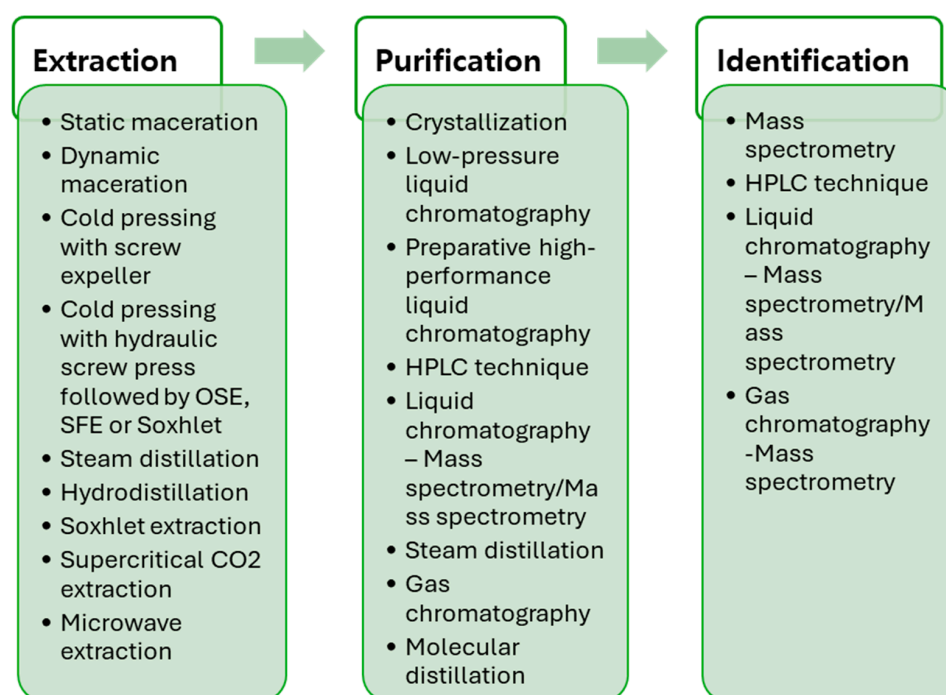 Extraction
• Static maceration
• Dynamic
maceration
• Cold pressing
with screw
expeller
• Cold pressing
with hydraulic
screw press
followed by OSE,
SFE or Soxhlet
• Steam distillation
• Hydrodistillation
• Soxhlet extraction
• Supercritical CO2
extraction
• Microwave
extraction
Purification
• Crystallization
• Low-pressure
liquid
chromatography
• Preparative high-
performance
liquid
chromatography
• HPLC technique
• Liquid
chromatography
– Mass
spectrometry/Ma
ss spectrometry
• Steam distillation
• Gas
chromatography
• Molecular
distillation
Identification
• Mass
spectrometry
• HPLC technique
• Liquid
chromatography
– Mass
spectrometry/M
ass
spectrometry
• Gas
chromatography
-Mass
spectrometry